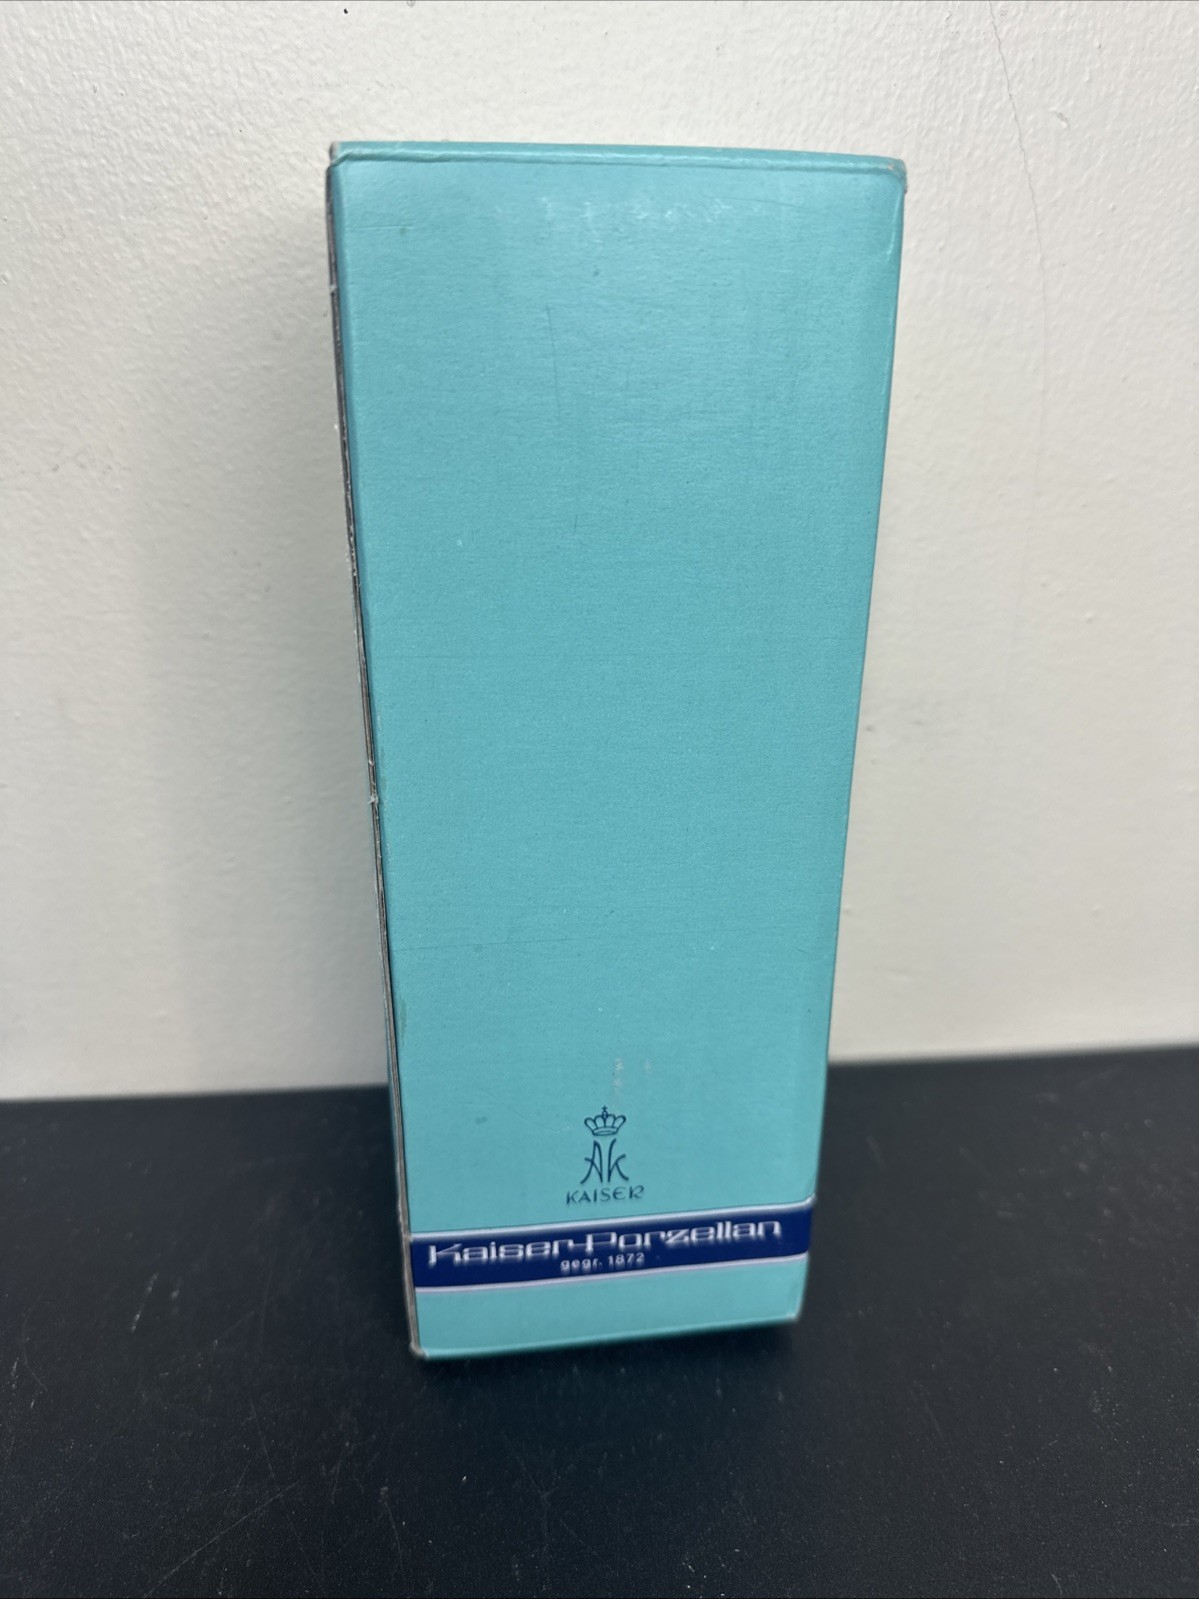 AK
KAISER
Kaiser-Porzellan
gegr. 1872